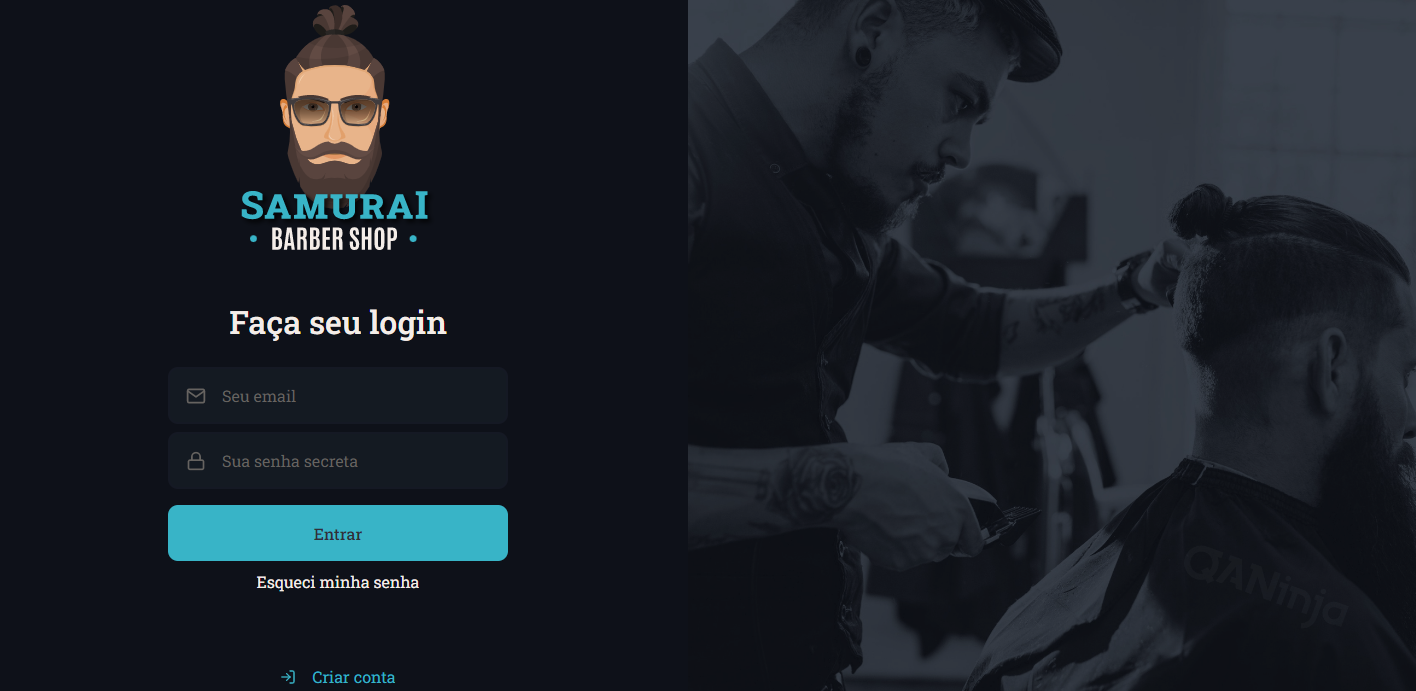 SAMURAI
• BARBER SHOP •
Faça seu login
Seu email
Sua senha secreta
Entrar
Esqueci minha senha
Criar conta
QANinja